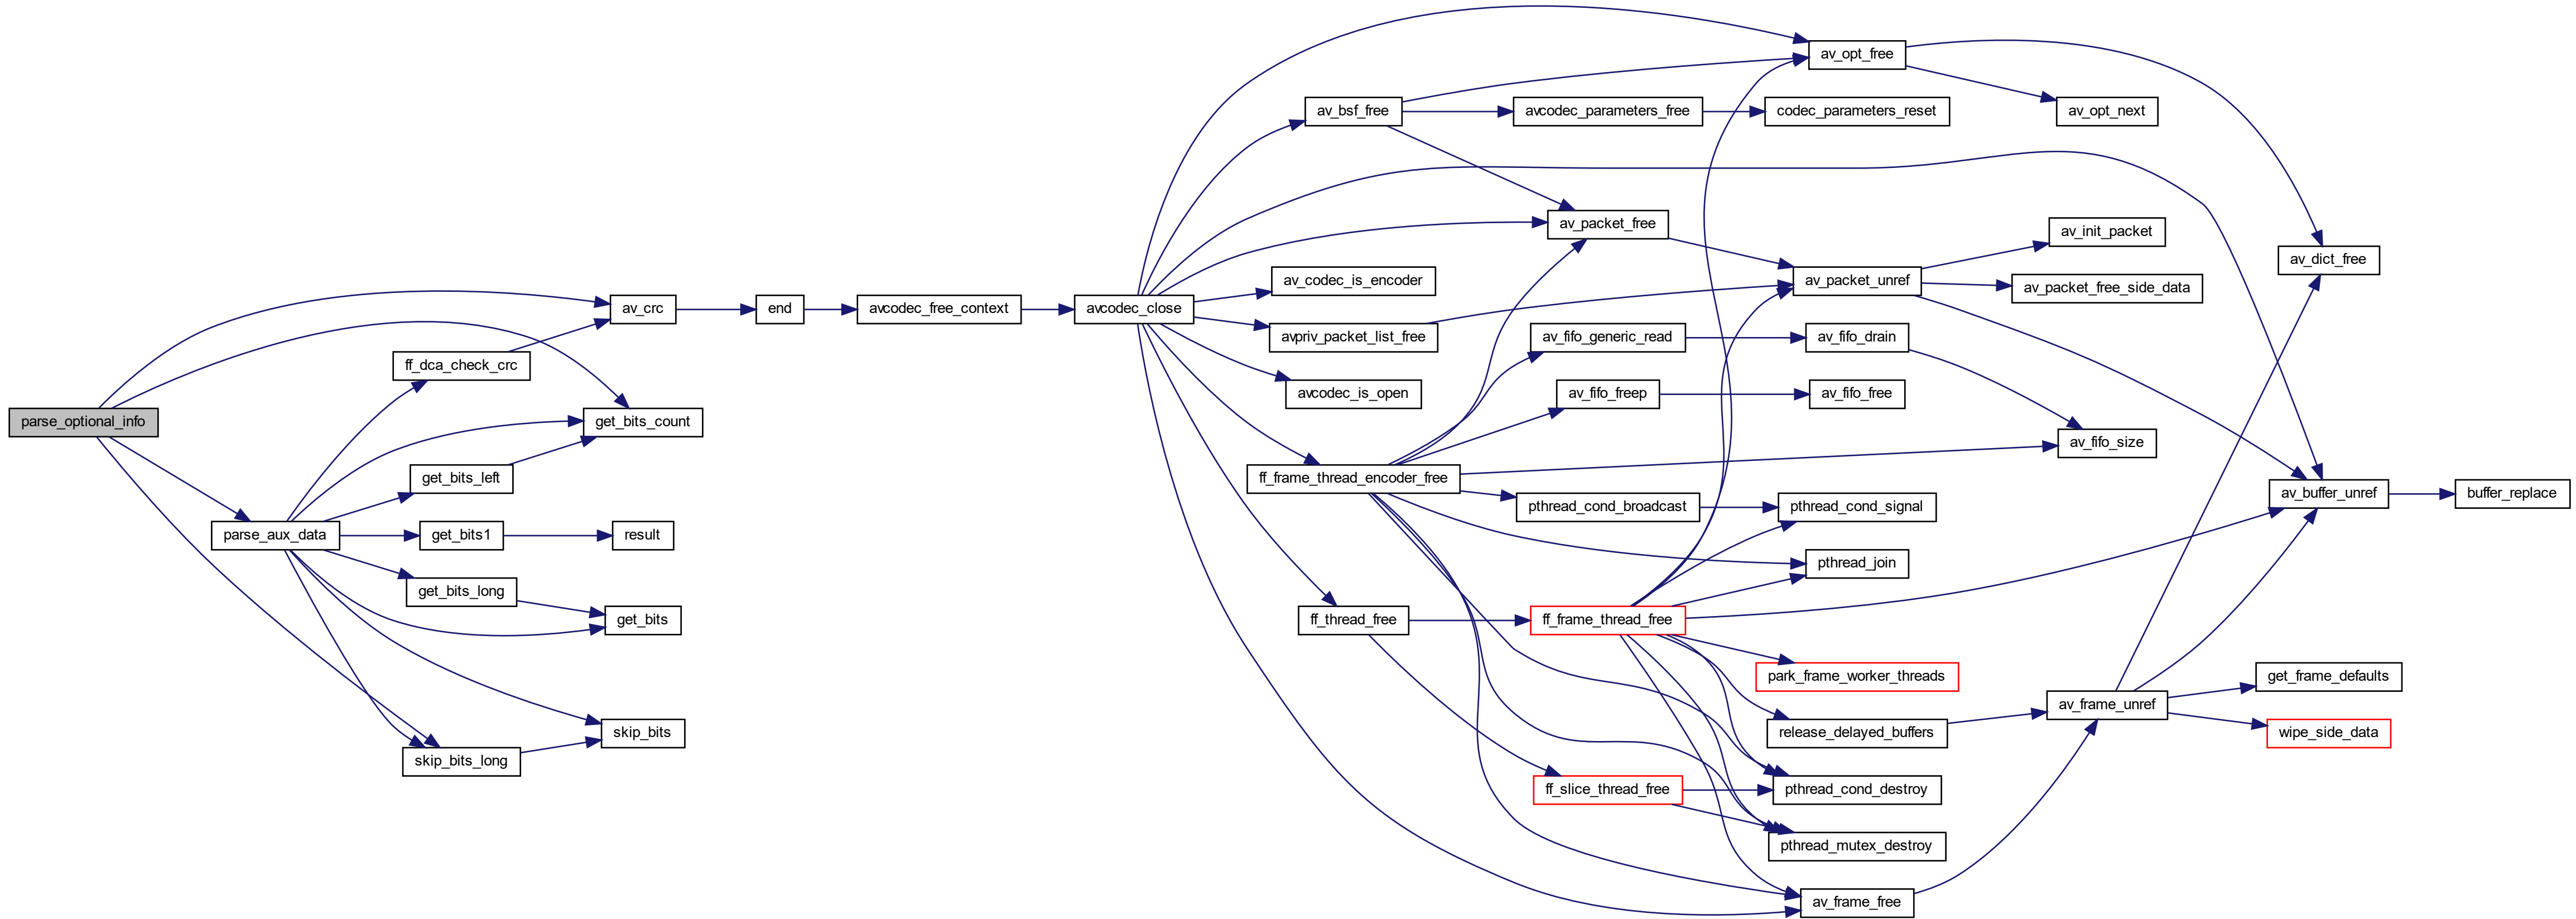 parse_optional_info
parse_aux_data
av_crc
ff_dca_check_crc
get_bits_count
get_bits_left
get_bits1
result
get_bits_long
get_bits
skip_bits
skip_bits_long
end
avcodec_free_context
avcodec_close
av_bsf_free
av_codec_is_encoder
avpriv_packet_list_free
avcodec_is_open
ff_frame_thread_encoder_free
ff_thread_free
avcodec_parameters_free
av_packet_free
av_fifo_generic_read
av_fifo_freep
pthread_cond_broadcast
ff_frame_thread_free
ff_slice_thread_free
av_opt_free
codec_parameters_reset
av_packet_unref
av_fifo_drain
av_fifo_free
pthread_cond_signal
pthread_join
park_frame_worker_threads
release_delayed_buffers
pthread_cond_destroy
pthread_mutex_destroy
av_frame_free
av_opt_next
av_init_packet
av_packet_free_side_data
av_fifo_size
av_frame_unref
av_dict_free
av_buffer_unref
get_frame_defaults
wipe_side_data
buffer_replace